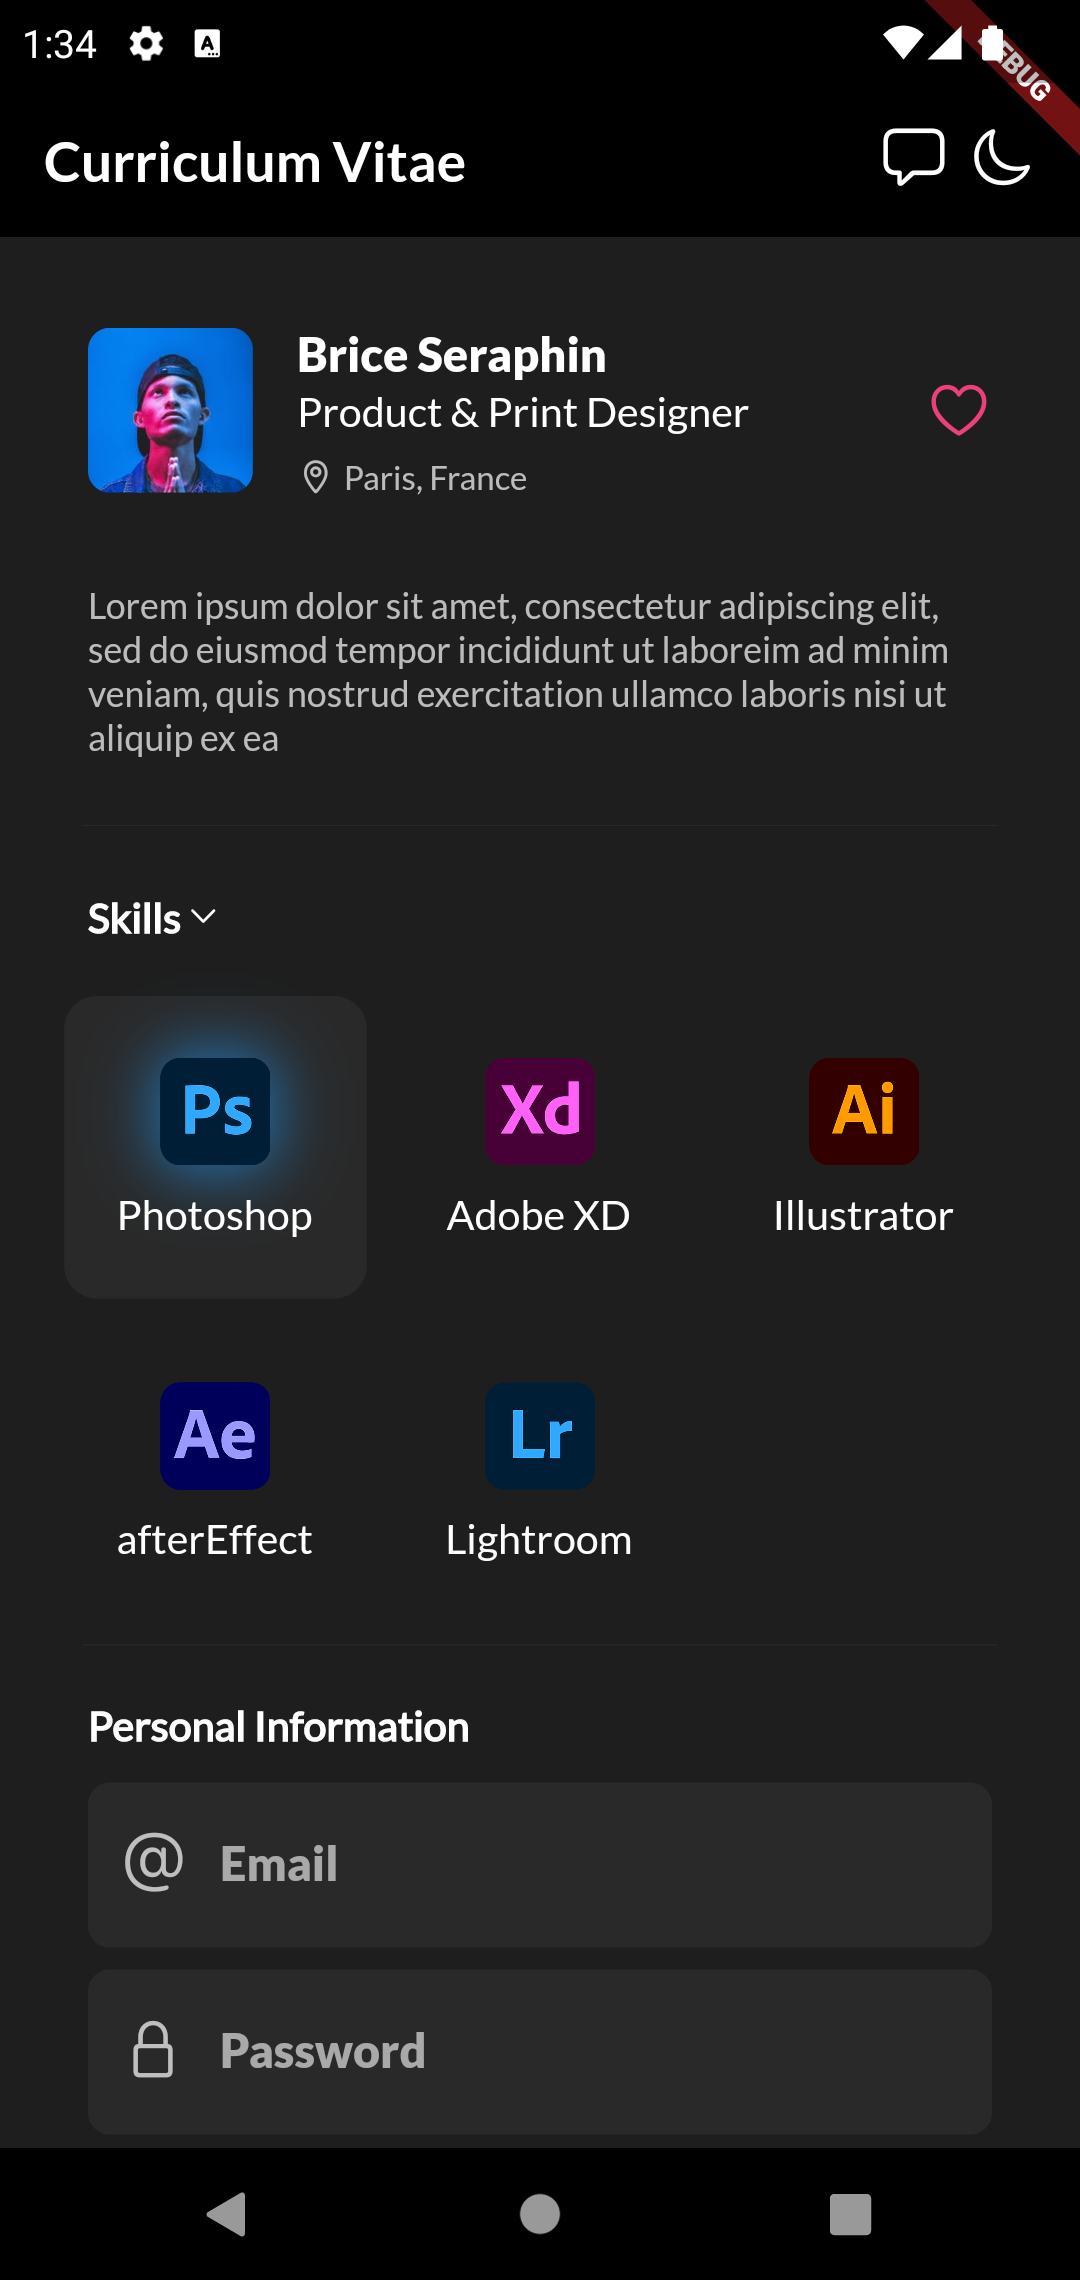 1:34
A
DEBUG
Curriculum Vitae
Brice Seraphin
Product & Print Designer
Paris, France
Lorem ipsum dolor sit amet, consectetur adipiscing elit,
sed do eiusmod tempor incididunt ut laboreim ad minim
veniam, quis nostrud exercitation ullamco laboris nisi ut
aliquip ex ea
Skills
Ps Xd Ai
Photoshop Adobe XD Illustrator
Ae Lr
afterEffect Lightroom
Personal Information
@ Email
Password